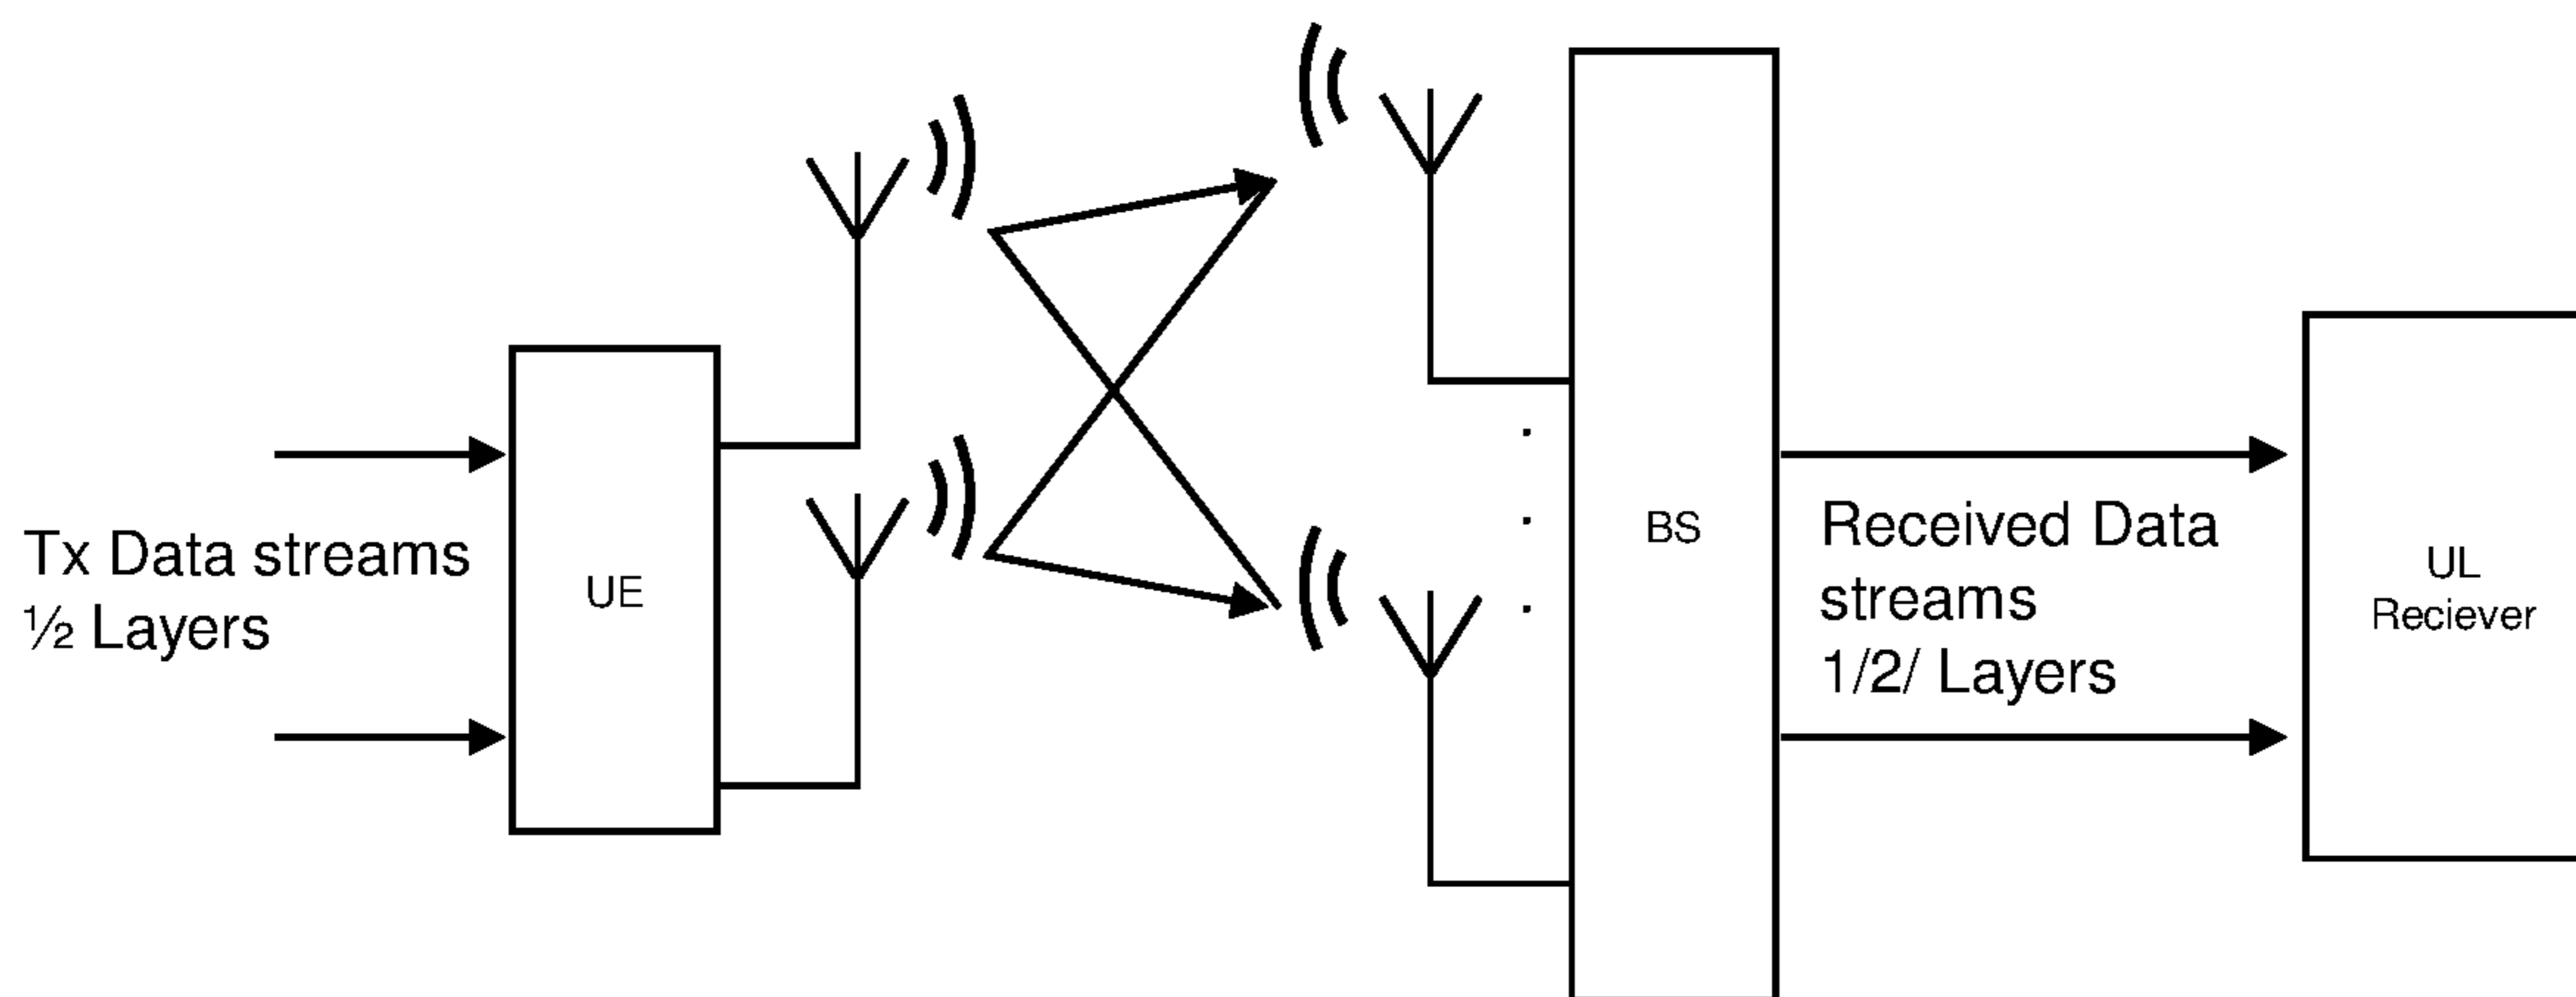 Tx Data streams
½ Layers
UE
BS
Received Data
streams
1/2/ Layers
UL
Reciever